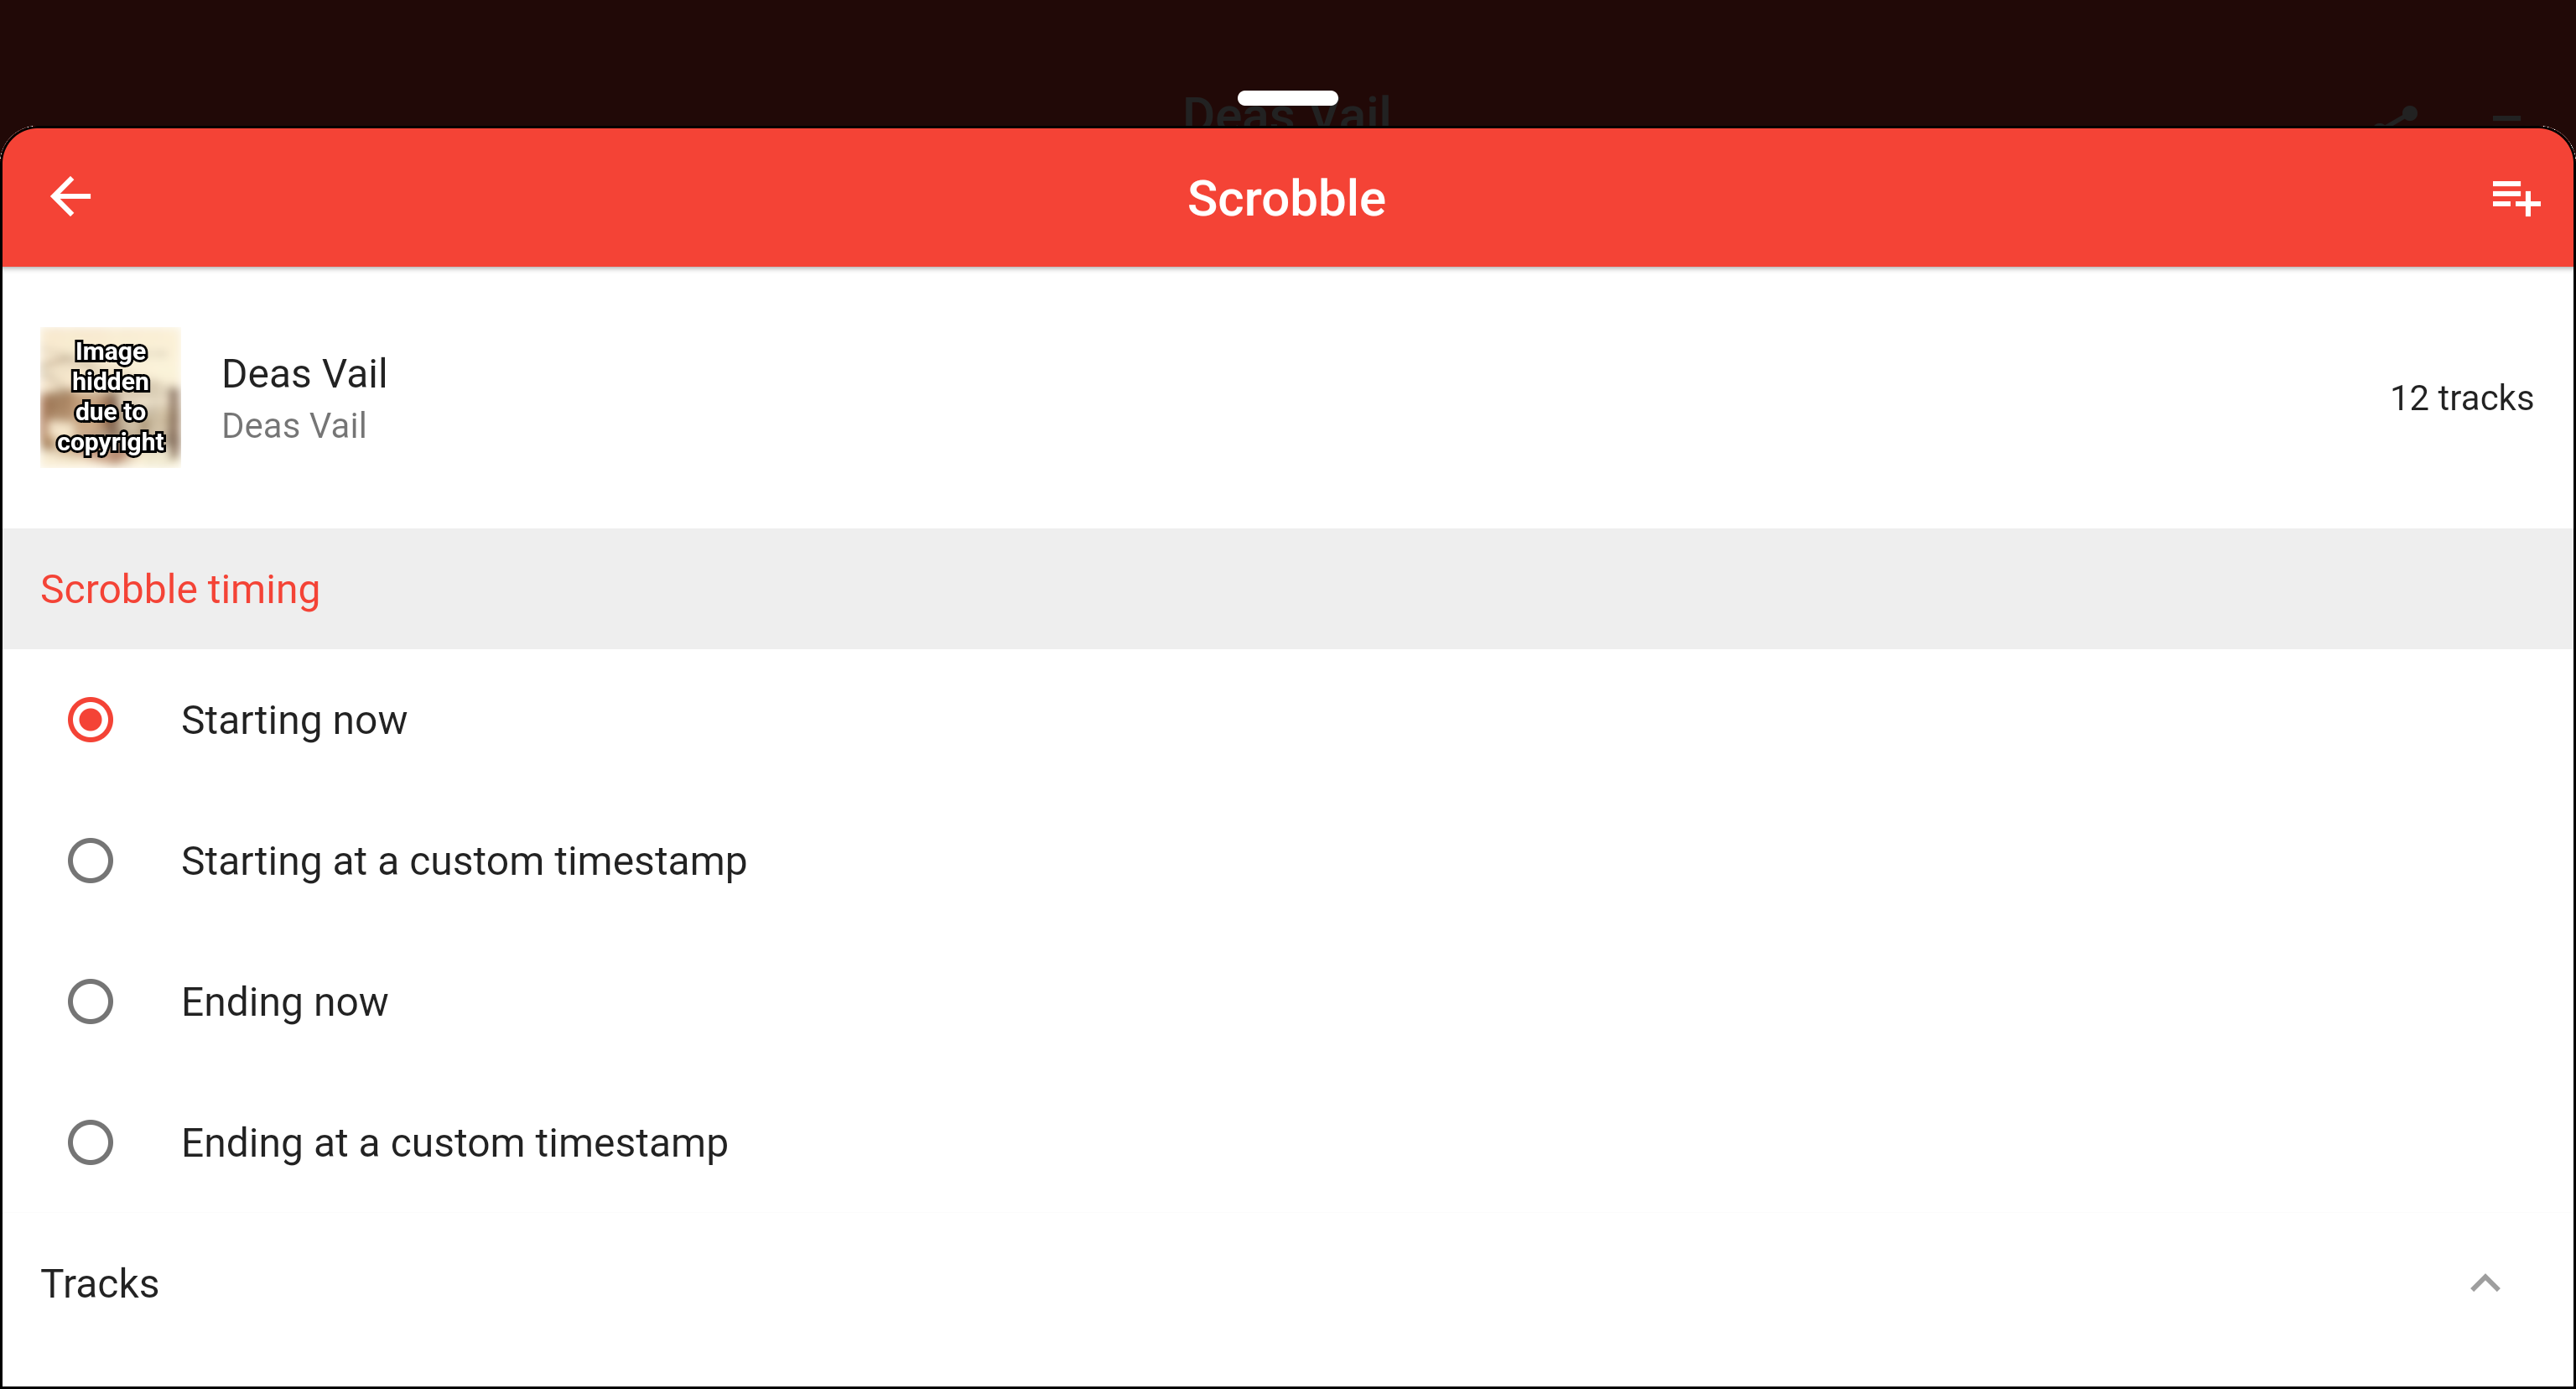 Deas Vail
Scrobble
Image
hidden
due to
copyright
Deas Vail
Deas Vail
12 tracks
Scrobble timing
Starting now
Starting at a custom timestamp
Ending now
Ending at a custom timestamp
Tracks